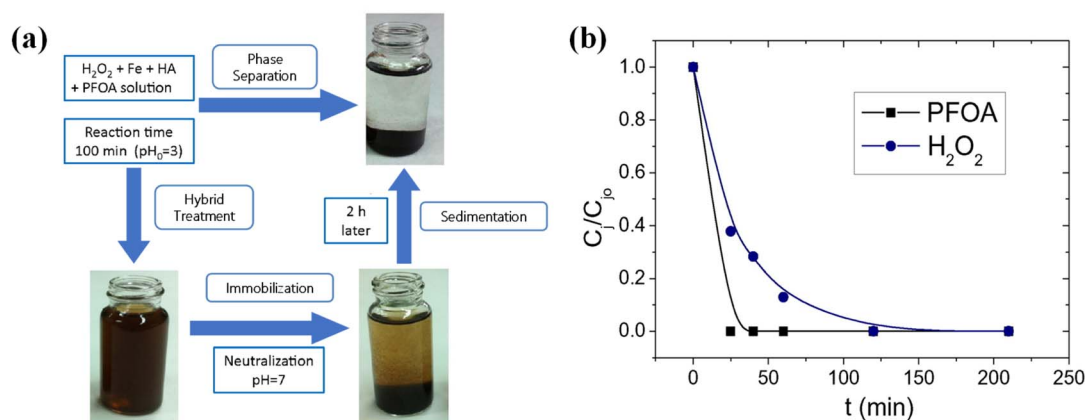 (a)
H₂O₂ + Fe + HA
+ PFOA solution
Phase
Separation
Reaction time
100 min (pH₀=3)
Hybrid
Treatment
2 h
later
Sedimentation
Immobilization
Neutralization
pH=7
(b)
PFOA
H₂O₂
Cⱼ/Cⱼₒ
1.0
0.8
0.6
0.4
0.2
0.0
0
50
100
150
200
250
t (min)